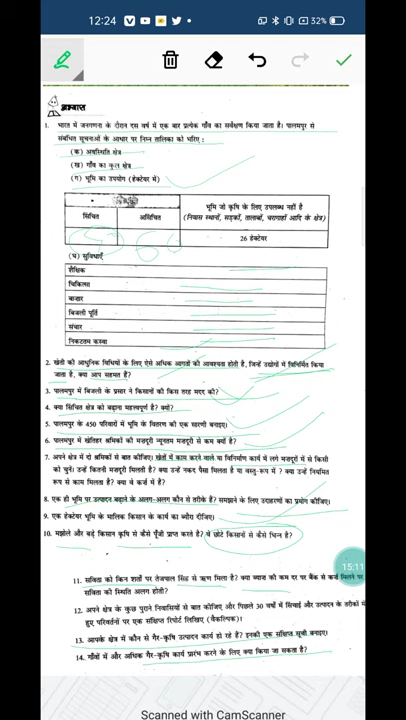 12:24
32%
अभ्यास
1. भारत में जनगणना के दौरान दस वर्ष में एक बार प्रत्येक गाँव का सर्वेक्षण किया जाता है। पालमपुर से
संबंधित सूचनाओं के आधार पर निम्न तालिका को भरिए :
(क) अवस्थिति क्षेत्र
(ख) गाँव का कुल क्षेत्र
(ग) भूमि का उपयोग (हेक्टेयर में)
भूमि जो कृषि के लिए उपलब्ध नहीं है
सिंचित असिंचित (निवास स्थानों, सड़कों, तालाबों, चरागाहों आदि के क्षेत्र)
26 हेक्टेयर
(घ) सुविधाएँ
शैक्षिक
चिकित्सा
बाज़ार
बिजली पूर्ति
संचार
निकटतम कस्बा
2. खेती की आधुनिक विधियों के लिए ऐसे अधिक आगतों की आवश्यकता होती है, जिन्हें उद्योगों में विनिर्मित किया
जाता है, क्या आप सहमत हैं?
3. पालमपुर में बिजली के प्रसार ने किसानों की किस तरह मदद की?
4. क्या सिंचित क्षेत्र को बढ़ाना महत्त्वपूर्ण है? क्यों?
5. पालमपुर के 450 परिवारों में भूमि के वितरण की एक सारणी बनाइए।
6. पालमपुर में खेतिहर श्रमिकों की मज़दूरी न्यूनतम मज़दूरी से कम क्यों है?
7. अपने क्षेत्र में दो श्रमिकों से बात कीजिए। खेतों में काम करने वाले या विनिर्माण कार्य में लगे मज़दूरों में से किसी
को चुनें। उन्हें कितनी मज़दूरी मिलती है? क्या उन्हें नकद पैसा मिलता है या वस्तु-रूप में? क्या उन्हें नियमित
रूप से काम मिलता है? क्या वे कर्ज़ में हैं?
8. एक ही भूमि पर उत्पादन बढ़ाने के अलग-अलग कौन से तरीके हैं? समझाने के लिए उदाहरणों का प्रयोग कीजिए।
9. एक हेक्टेयर भूमि के मालिक किसान के कार्य का ब्यौरा दीजिए।
10. मझोले और बड़े किसान कृषि से कैसे पूँजी प्राप्त करते हैं? वे छोटे किसानों से कैसे भिन्न हैं?
15:11
11. सविता को किन शर्तों पर तेजपाल सिंह से ऋण मिला है? क्या ब्याज की कम दर पर बैंक से कर्ज़ मिलने पर
सविता की स्थिति अलग होती?
12. अपने क्षेत्र के कुछ पुराने निवासियों से बात कीजिए और पिछले 30 वर्षों में सिंचाई और उत्पादन के तरीकों में
हुए परिवर्तनों पर एक संक्षिप्त रिपोर्ट लिखिए (वैकल्पिक)।
13. आपके क्षेत्र में कौन से गैर-कृषि उत्पादन कार्य हो रहे हैं? इनकी एक संक्षिप्त सूची बनाइए।
14. गाँवों में और अधिक गैर-कृषि कार्य प्रारंभ करने के लिए क्या किया जा सकता है?
Scanned with CamScanner